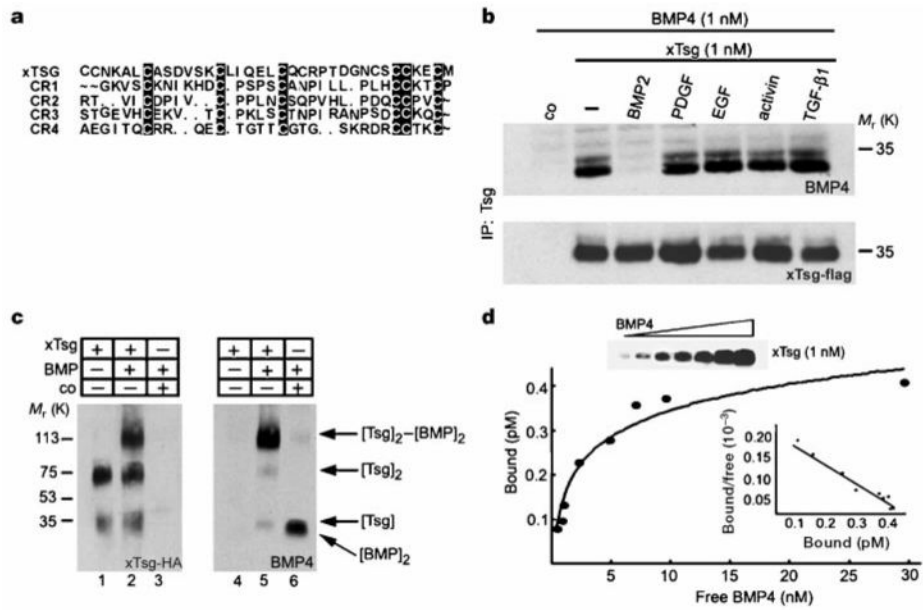 a
xTSG CCNKALCASDVSKCLIQELCQCRPTDGNCSCCKECM
CR1 ~~GKVSCKNIKHDC.PSPSCANPILL.PLHCCKTCP
CR2 RT..VICDPIV..C.PPLNCSQPVHL.PDQCCPVC~
CR3 STGEVHCEKV..TC.PKLSCTNPIRANPSDCCKQC~
CR4 AEGITQCRR..QEC.TGTTCGTG..SKRDRCCTKC~
b
BMP4 (1 nM)
xTsg (1 nM)
co – BMP2 PDGF EGF activin TGF-β1
Mr (K)
35
BMP4
IP: Tsg
35
xTsg-flag
c
xTsg + + – + + –
BMP – + + – + +
co – – + – – +
Mr (K)
113
75
53
35
xTsg-HA
BMP4
[Tsg]2–[BMP]2
[Tsg]2
[Tsg]
[BMP]2
1 2 3 4 5 6
d
BMP4
xTsg (1 nM)
Bound (pM)
0.4
0.3
0.2
0.1
0 5 10 15 20 25 30
Free BMP4 (nM)
Bound/free (10⁻³)
0.20
0.15
0.10
0.05
0.1 0.2 0.3 0.4
Bound (pM)